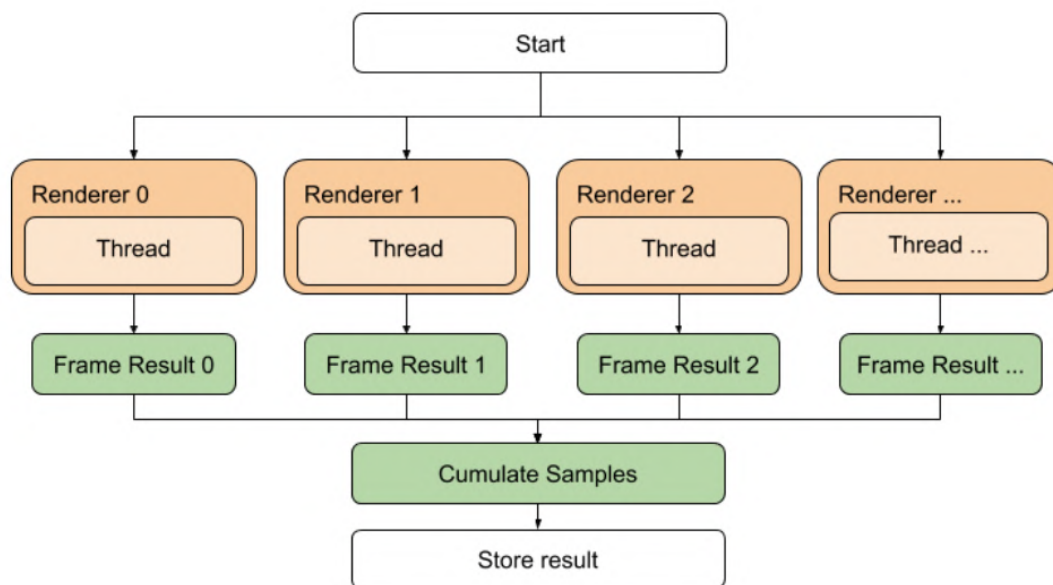 Start
Renderer 0
Renderer 1
Renderer 2
Renderer ...
Thread
Thread
Thread
Thread ...
Frame Result 0
Frame Result 1
Frame Result 2
Frame Result ...
Cumulate Samples
Store result